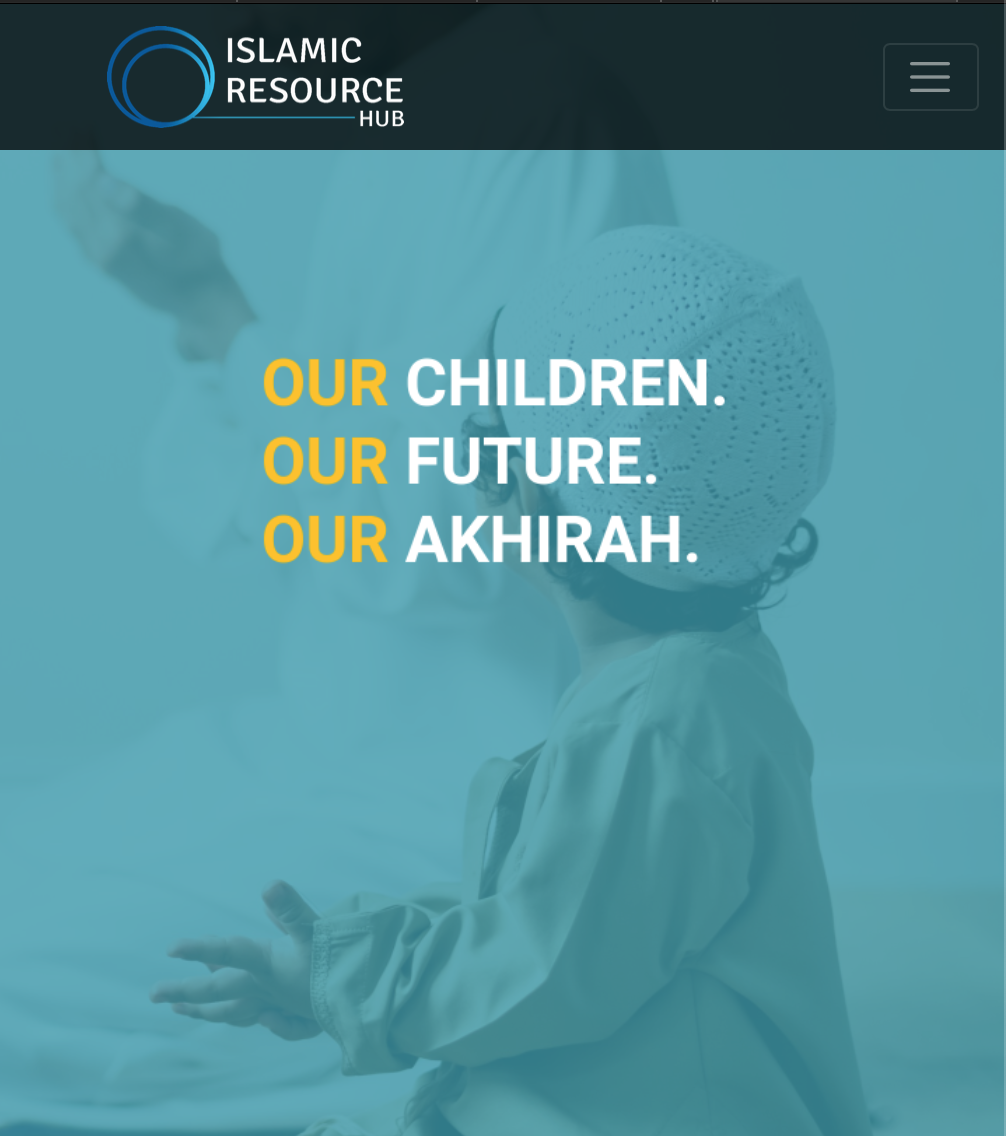 ISLAMIC
RESOURCE
HUB
OUR CHILDREN.
OUR FUTURE.
OUR AKHIRAH.